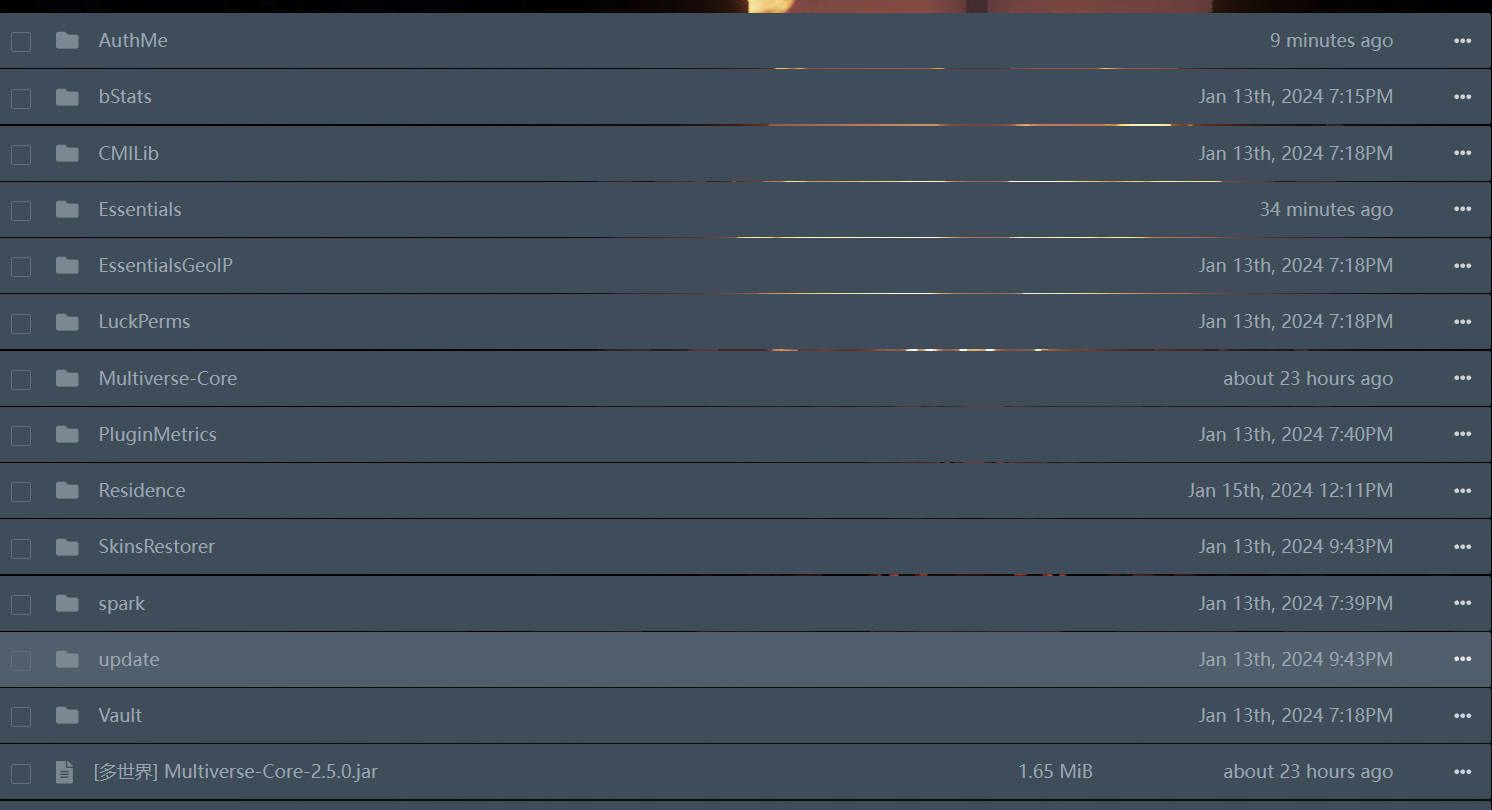 AuthMe 9 minutes ago
bStats Jan 13th, 2024 7:15PM
CMILib Jan 13th, 2024 7:18PM
Essentials 34 minutes ago
EssentialsGeoIP Jan 13th, 2024 7:18PM
LuckPerms Jan 13th, 2024 7:18PM
Multiverse-Core about 23 hours ago
PluginMetrics Jan 13th, 2024 7:40PM
Residence Jan 15th, 2024 12:11PM
SkinsRestorer Jan 13th, 2024 9:43PM
spark Jan 13th, 2024 7:39PM
update Jan 13th, 2024 9:43PM
Vault Jan 13th, 2024 7:18PM
[多世界] Multiverse-Core-2.5.0.jar 1.65 MiB about 23 hours ago